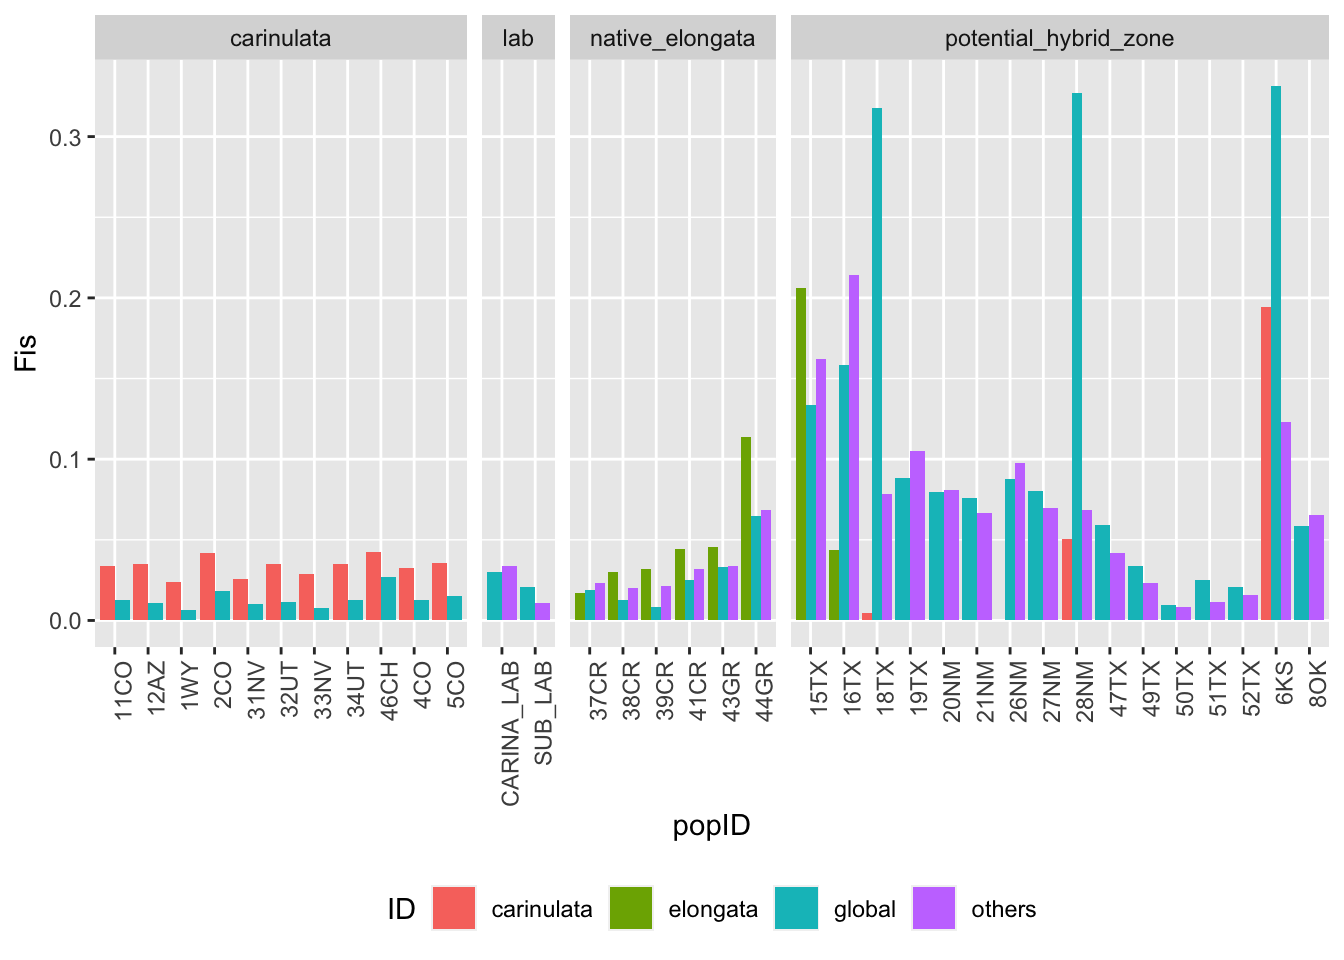 carinulata lab native_elongata potential_hybrid_zone
0.3
0.2
0.1
0.0
Fis
11CO 12AZ 1WY 2CO 31NV 32UT 33NV 34UT 46CH 4CO 5CO CARINA_LAB SUB_LAB 37CR 38CR 39CR 41CR 43GR 44GR 15TX 16TX 18TX 19TX 20NM 21NM 26NM 27NM 28NM 47TX 49TX 50TX 51TX 52TX 6KS 8OK
popID
ID carinulata elongata global others